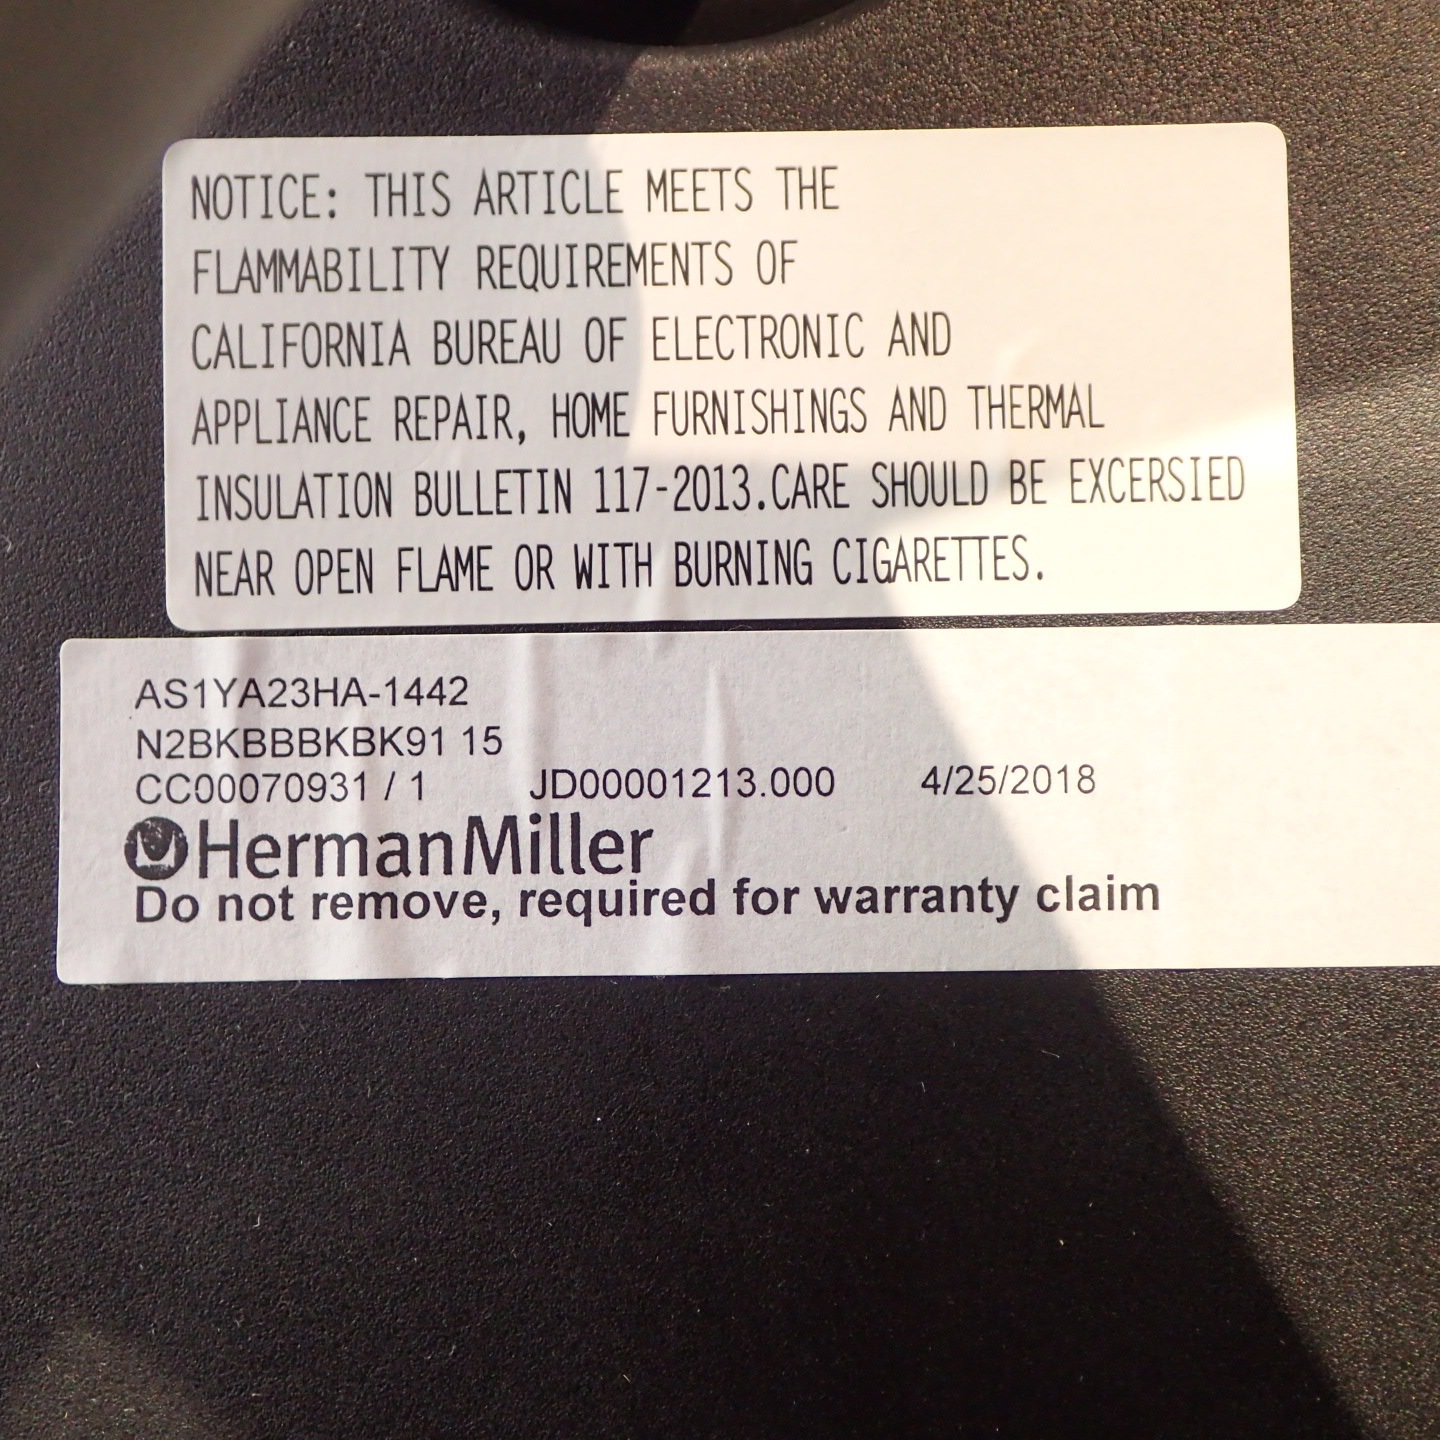 NOTICE: THIS ARTICLE MEETS THE
FLAMMABILITY REQUIREMENTS OF
CALIFORNIA BUREAU OF ELECTRONIC AND
APPLIANCE REPAIR, HOME FURNISHINGS AND THERMAL
INSULATION BULLETIN 117-2013.CARE SHOULD BE EXCERSIED
NEAR OPEN FLAME OR WITH BURNING CIGARETTES.
AS1YA23HA-1442
N2BKBBBKBK91 15
CC00070931 / 1 JD00001213.000 4/25/2018
HermanMiller
Do not remove, required for warranty claim